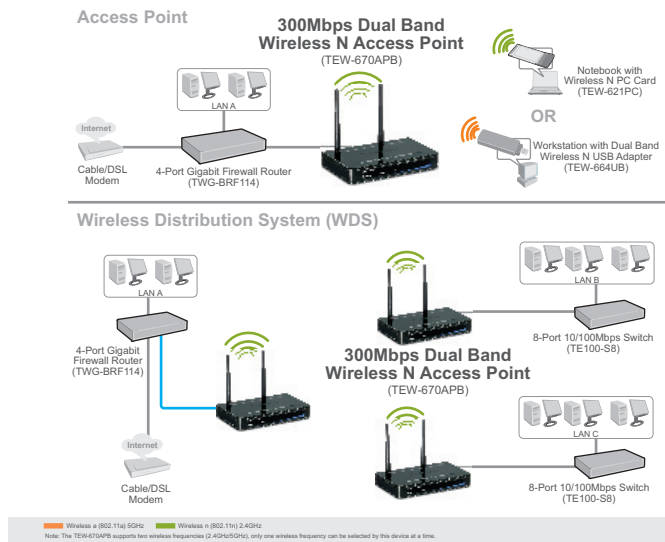 Access Point
300Mbps Dual Band
Wireless N Access Point
(TEW-670APB)
LAN A
Internet
Cable/DSL
Modem
4-Port Gigabit Firewall Router
(TWG-BRF114)
Notebook with
Wireless N PC Card
(TEW-621PC)
OR
Workstation with Dual Band
Wireless N USB Adapter
(TEW-664UB)
Wireless Distribution System (WDS)
LAN A
4-Port Gigabit
Firewall Router
(TWG-BRF114)
Internet
Cable/DSL
Modem
LAN B
8-Port 10/100Mbps Switch
(TE100-S8)
300Mbps Dual Band
Wireless N Access Point
(TEW-670APB)
LAN C
8-Port 10/100Mbps Switch
(TE100-S8)
Wireless a (802.11a) 5GHz Wireless n (802.11n) 2.4GHz
Note: The TEW-670APB supports two wireless frequencies (2.4GHz/5GHz), only one wireless frequency can be selected by this device at a time.